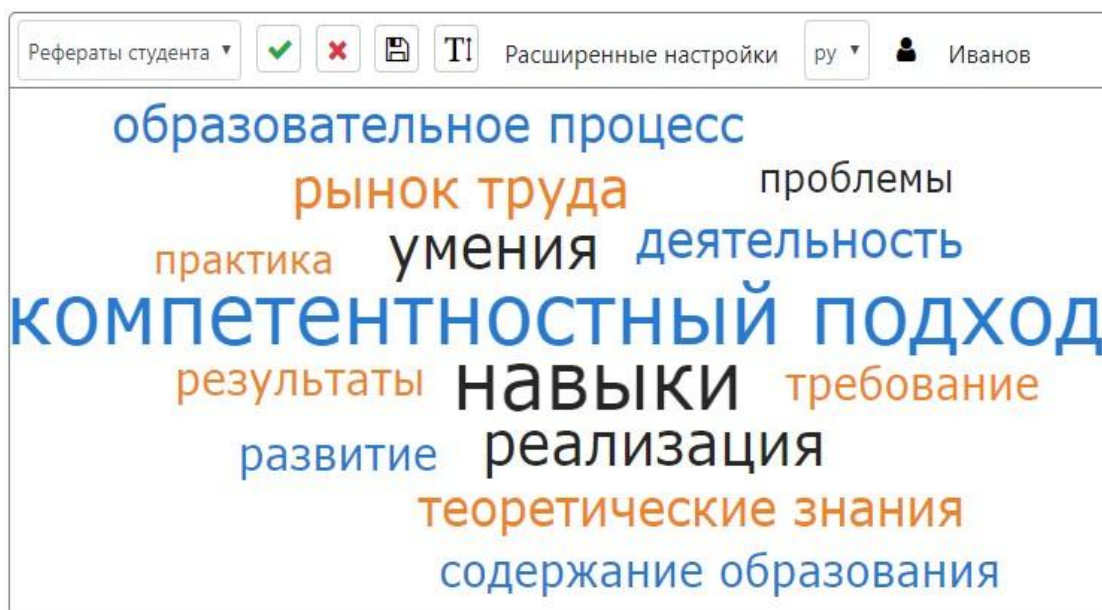 Рефераты студента Расширенные настройки ру Иванов
образовательное процесс
рынок труда проблемы
практика умения деятельность
компетентностный подход
результаты навыки требование
развитие реализация
теоретические знания
содержание образования